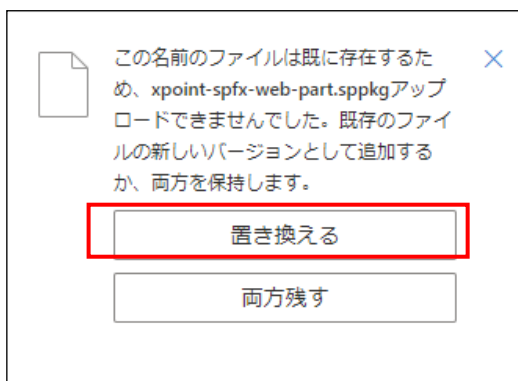 この名前のファイルは既に存在するた
め、xpoint-spfx-web-part.sppkgアップ
ロードできませんでした。既存のファイ
ルの新しいバージョンとして追加する
か、両方を保持します。
置き換える
両方残す